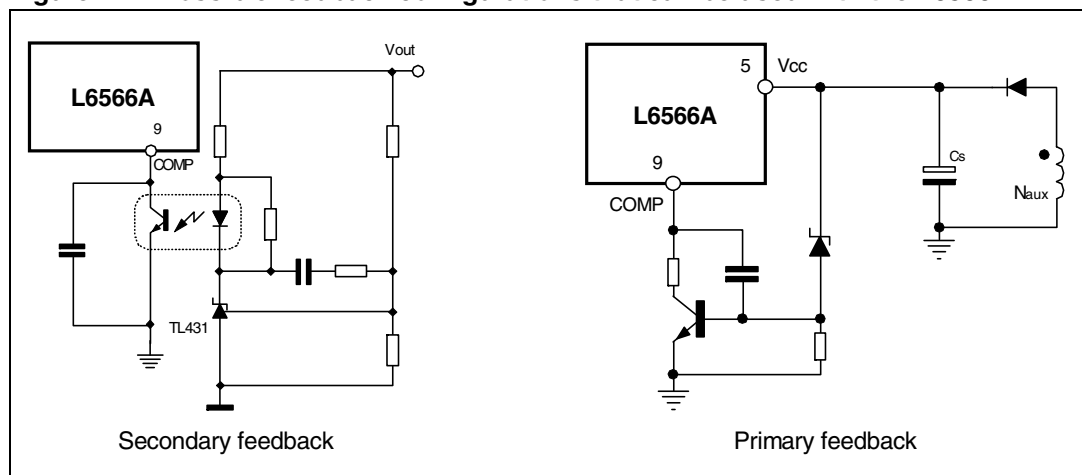 Vout
L6566A
9
COMP
TL431
Secondary feedback
5
Vcc
L6566A
9
COMP
Cs
Naux
Primary feedback